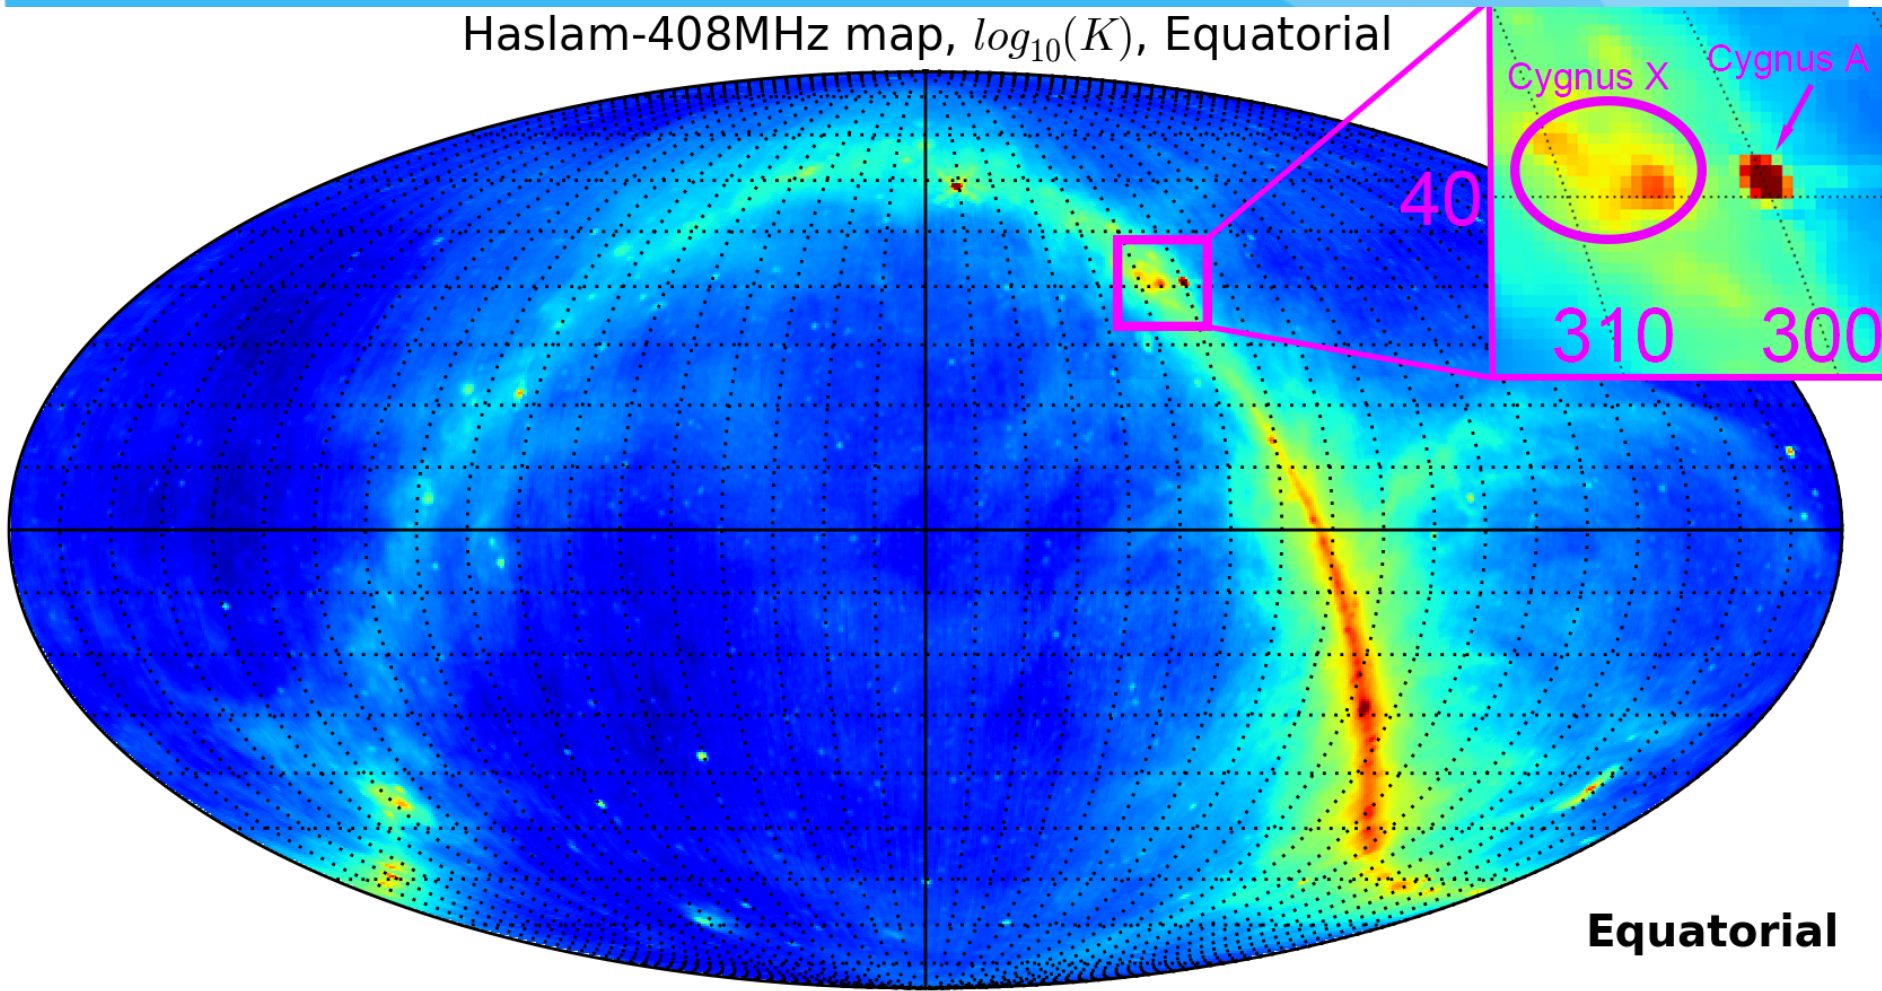 Haslam-408MHz map, log₁₀(K), Equatorial
Cygnus X
Cygnus A
40
310
300
Equatorial